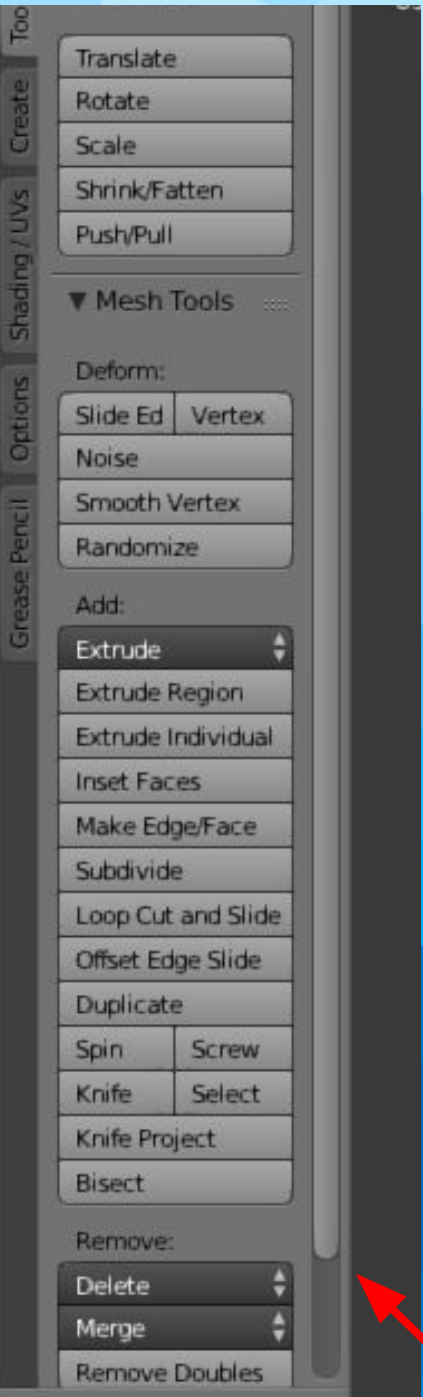 Too
Create
Shading / UVs
Options
Grease Pencil
Translate
Rotate
Scale
Shrink/Fatten
Push/Pull
Mesh Tools
Deform:
Slide Ed Vertex
Noise
Smooth Vertex
Randomize
Add:
Extrude
Extrude Region
Extrude Individual
Inset Faces
Make Edge/Face
Subdivide
Loop Cut and Slide
Offset Edge Slide
Duplicate
Spin Screw
Knife Select
Knife Project
Bisect
Remove:
Delete
Merge
Remove Doubles